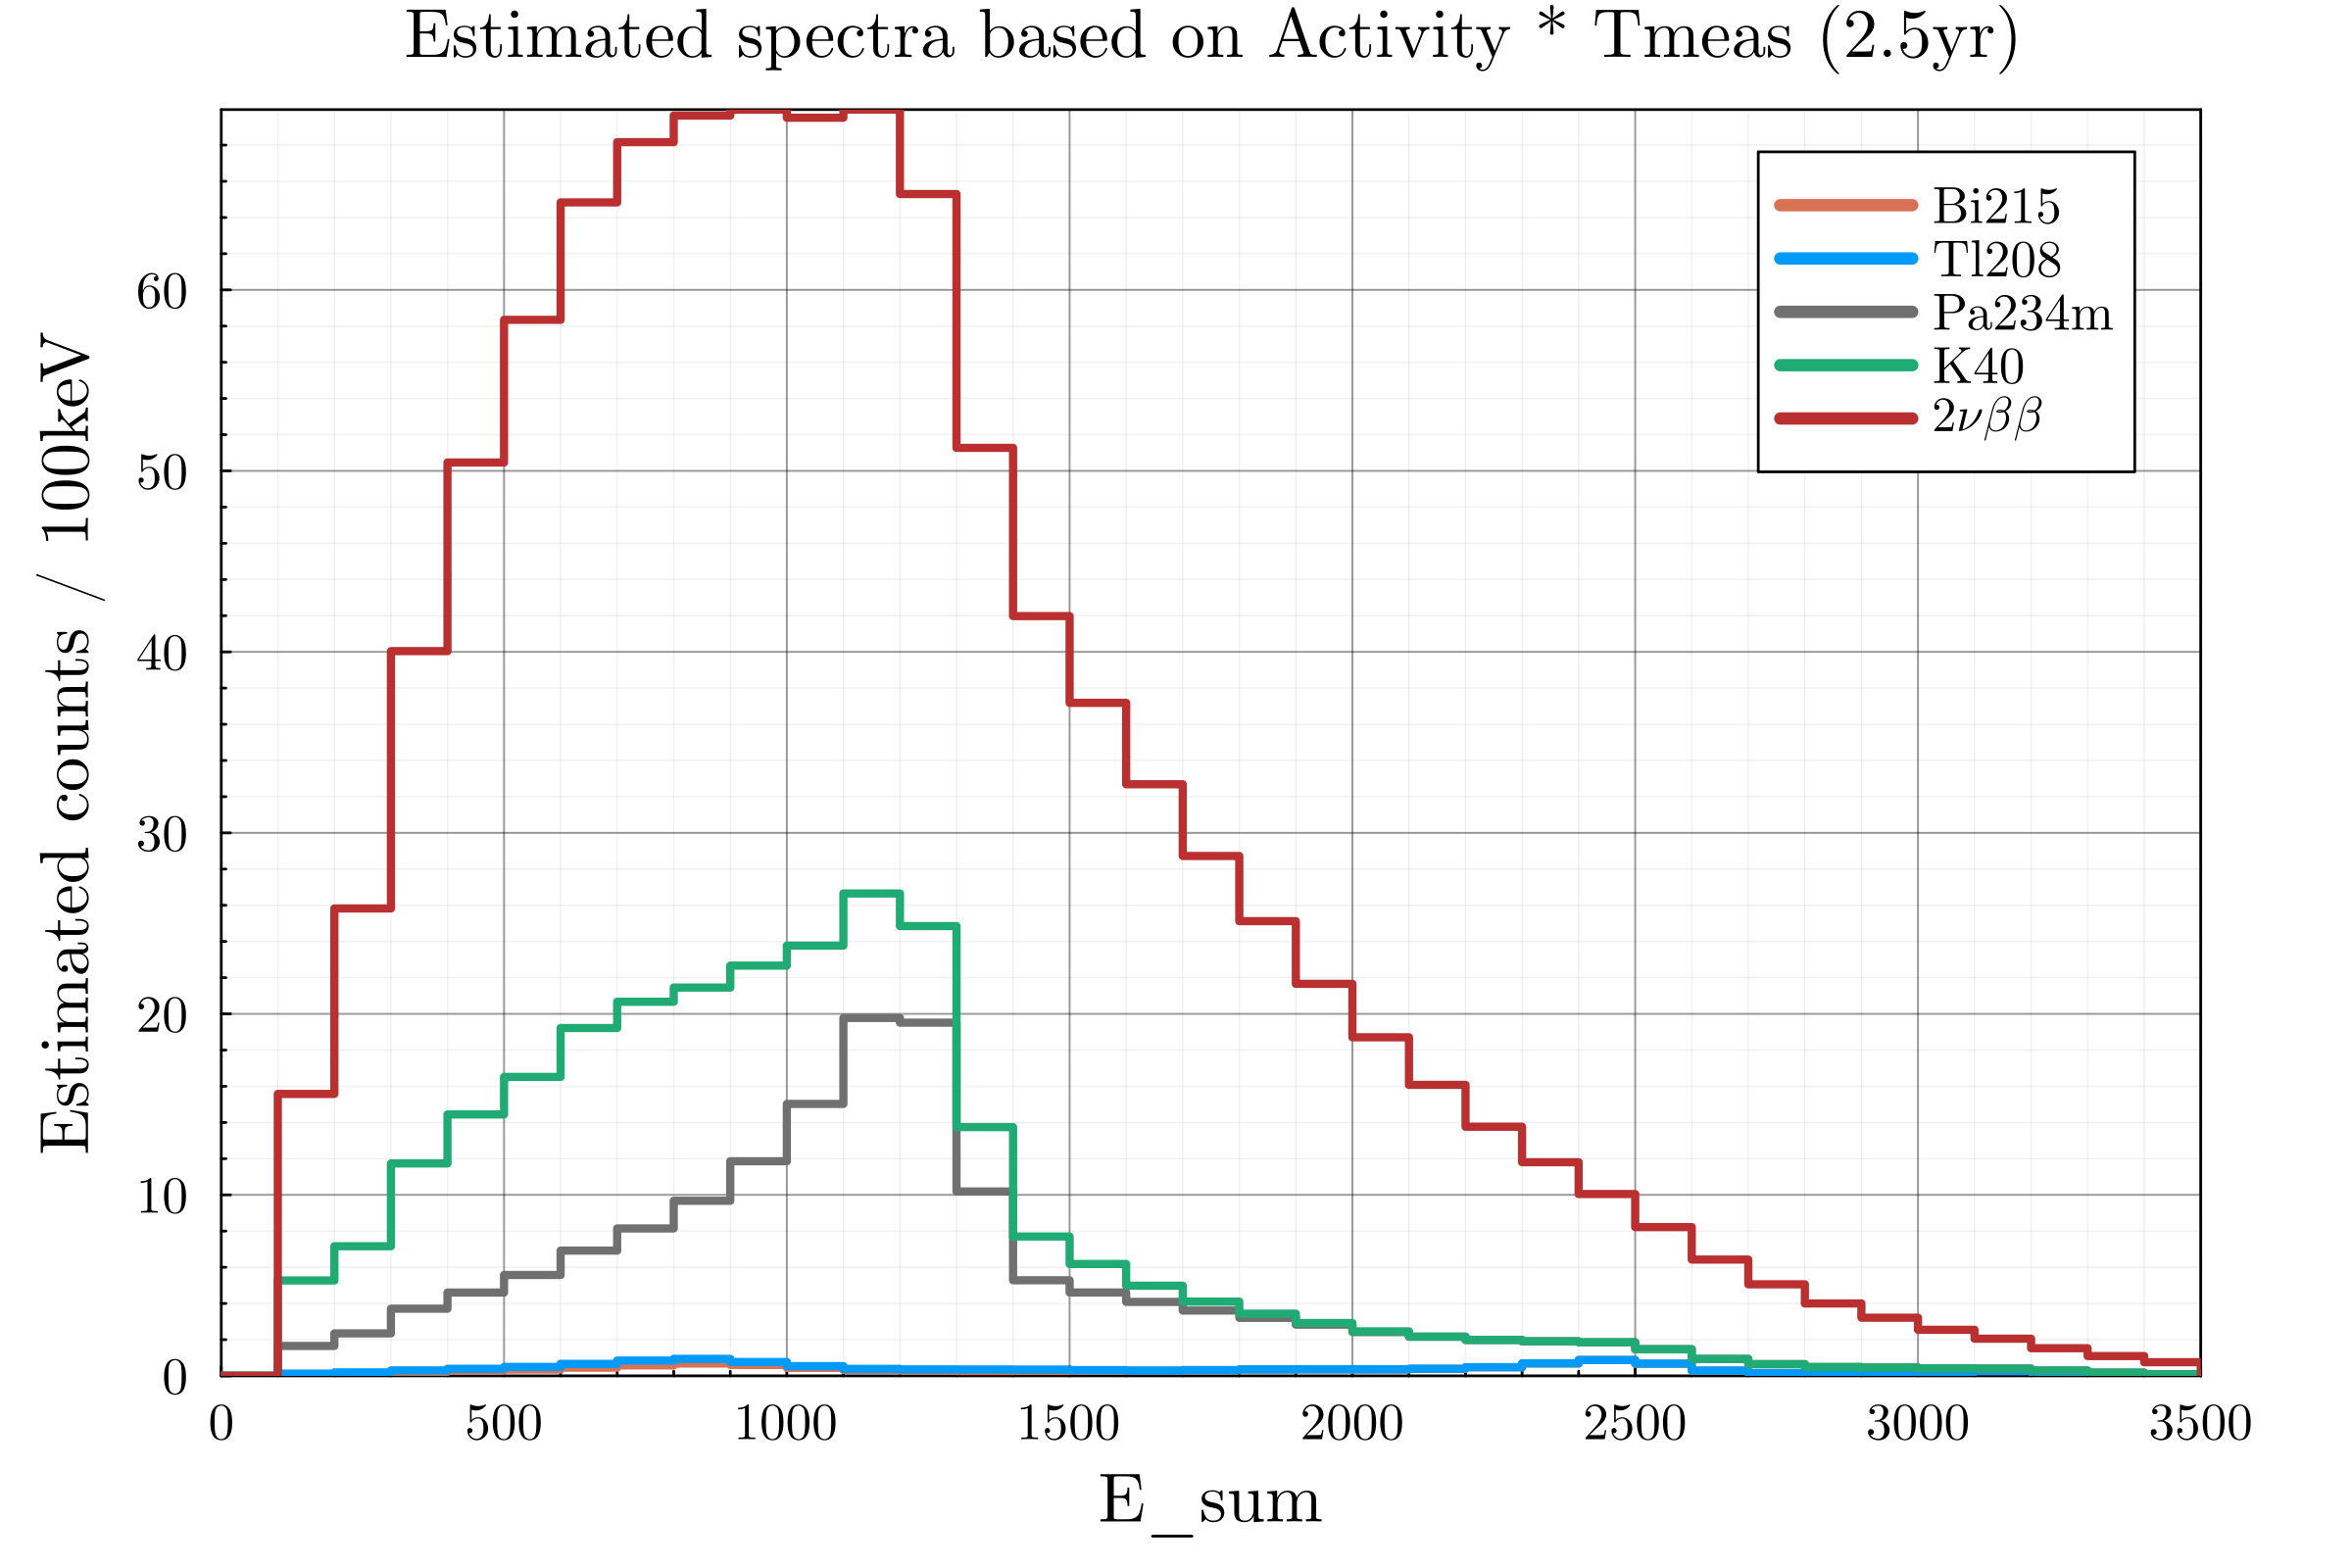 Estimated spectra based on Activity * Tmeas (2.5yr)
Estimated counts / 100keV
60
50
40
30
20
10
0
Bi215
Tl208
Pa234m
K40
2νββ
0 500 1000 1500 2000 2500 3000 3500
E_sum